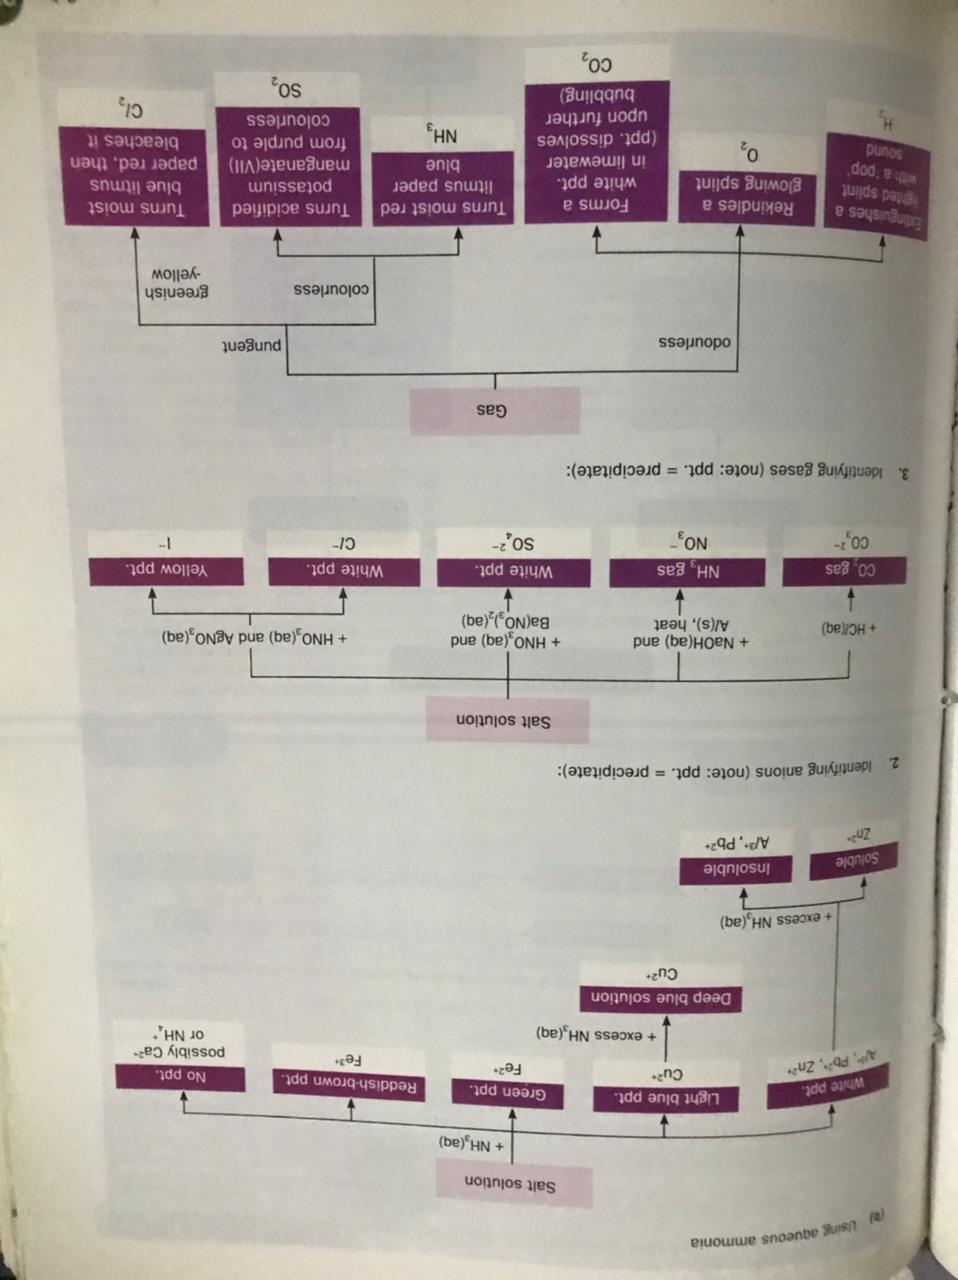 (a) Using aqueous ammonia
Salt solution
+ NH₃(aq)
White ppt.
Al³⁺, Pb²⁺, Zn²⁺
Light blue ppt.
Cu²⁺
Green ppt.
Fe²⁺
Reddish-brown ppt.
Fe³⁺
No ppt.
possibly Ca²⁺
or NH₄⁺
+ excess NH₃(aq)
Deep blue solution
Cu²⁺
+ excess NH₃(aq)
Soluble
Zn²⁺
Insoluble
Al³⁺, Pb²⁺
2. Identifying anions (note: ppt. = precipitate):
Salt solution
+ HCl(aq)
+ NaOH(aq) and
Al(s), heat
+ HNO₃(aq) and
Ba(NO₃)₂(aq)
+ HNO₃(aq) and AgNO₃(aq)
CO₂ gas
CO₃²⁻
NH₃ gas
NO₃⁻
White ppt.
SO₄²⁻
White ppt.
Cl⁻
Yellow ppt.
I⁻
3. Identifying gases (note: ppt. = precipitate):
Gas
odourless
pungent
colourless
greenish
-yellow
Extinguishes a
lighted splint
with a 'pop'
sound
H₂
Rekindles a
glowing splint
O₂
Forms a
white ppt.
in limewater
(ppt. dissolves
upon further
bubbling)
CO₂
Turns moist red
litmus paper
blue
NH₃
Turns acidified
potassium
manganate(VII)
from purple to
colourless
SO₂
Turns moist
blue litmus
paper red, then
bleaches it
Cl₂